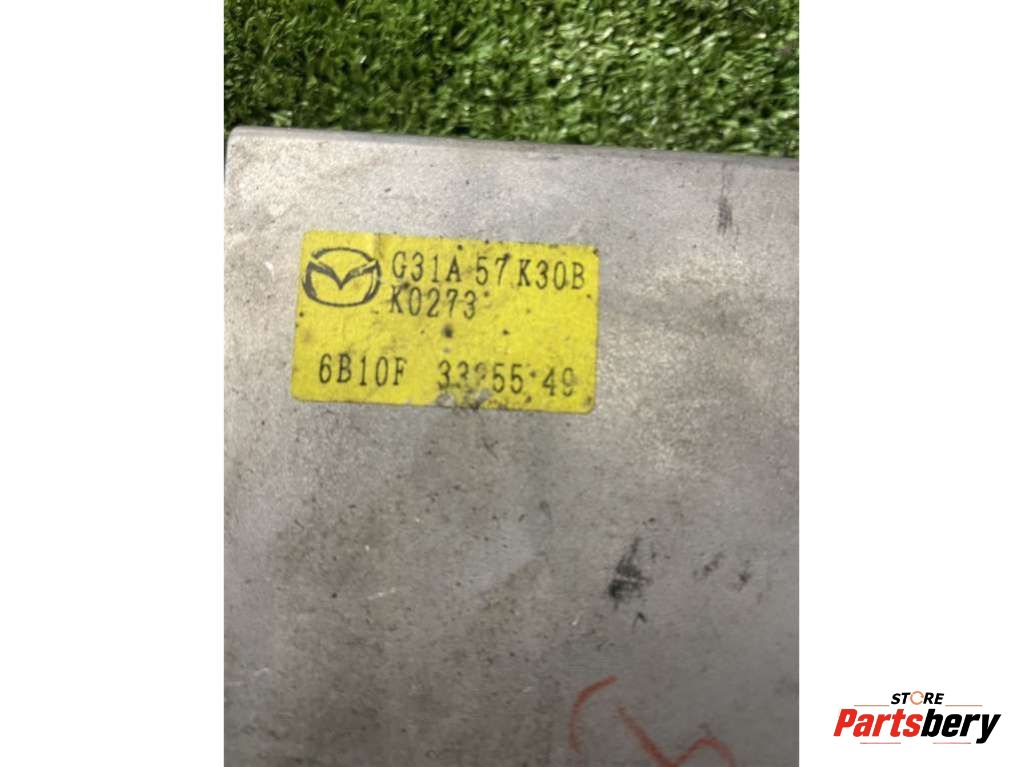 G31A 57 K30B
K0273
6B10F
STORE
Partsbery